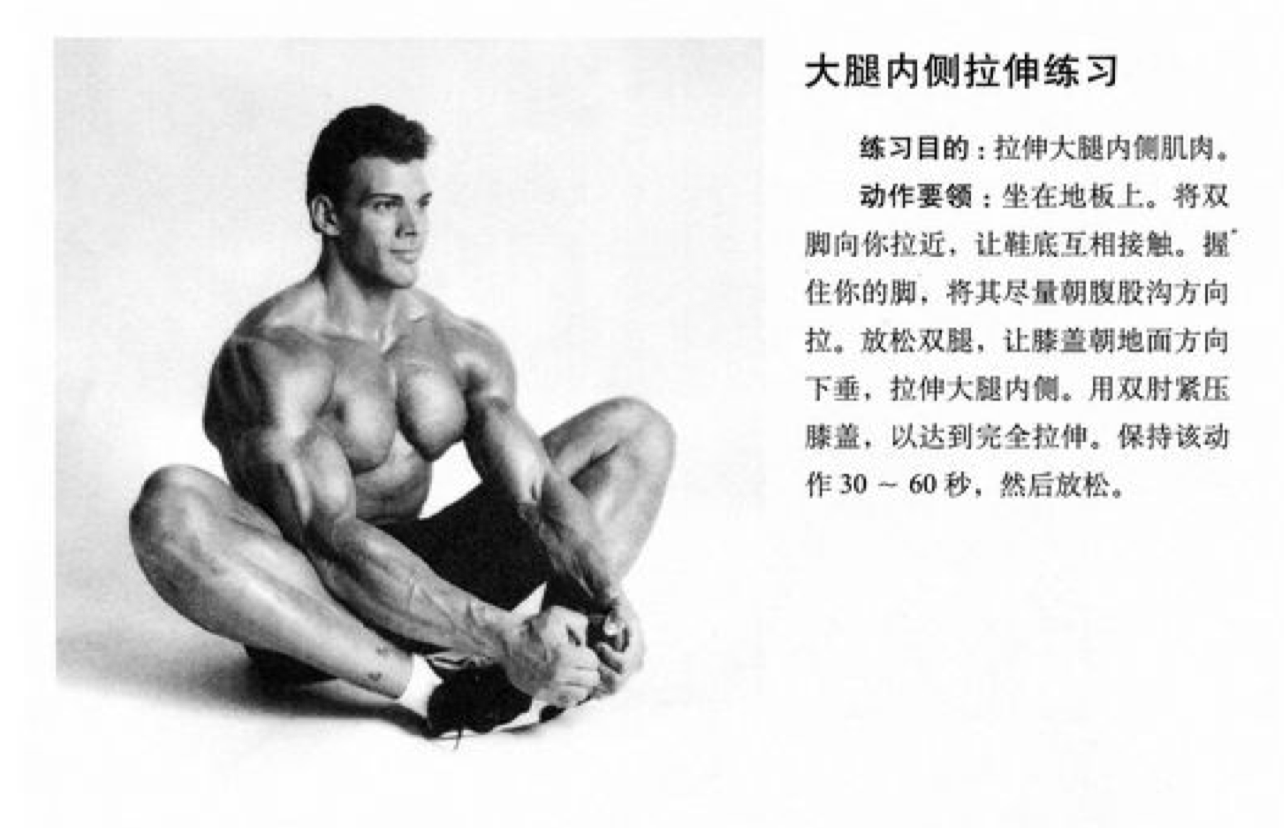 大腿内侧拉伸练习
练习目的：拉伸大腿内侧肌肉。
动作要领：坐在地板上。将双
脚向你拉近，让鞋底互相接触。握
住你的脚，将其尽量朝腹股沟方向
拉。放松双腿，让膝盖朝地面方向
下垂，拉伸大腿内侧。用双肘紧压
膝盖，以达到完全拉伸。保持该动
作 30 ～ 60 秒，然后放松。